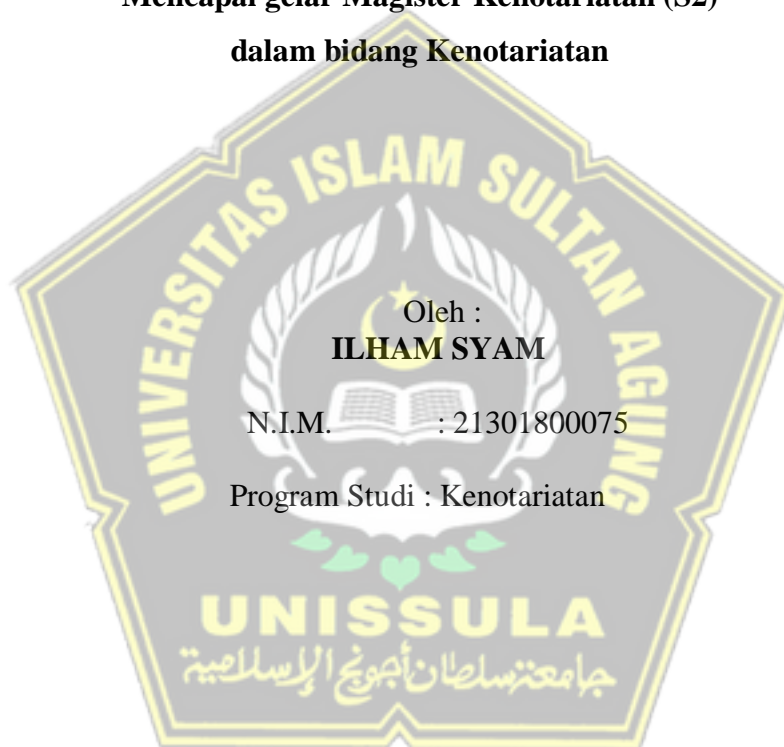 Mencapai gelar Magister Kenotariatan (S2)
dalam bidang Kenotariatan
UNIVERSITAS ISLAM SULTAN AGUNG
Oleh :
ILHAM SYAM
N.I.M. : 21301800075
Program Studi : Kenotariatan
UNISSULA
جامعة سلطان أجونج الإسلامية